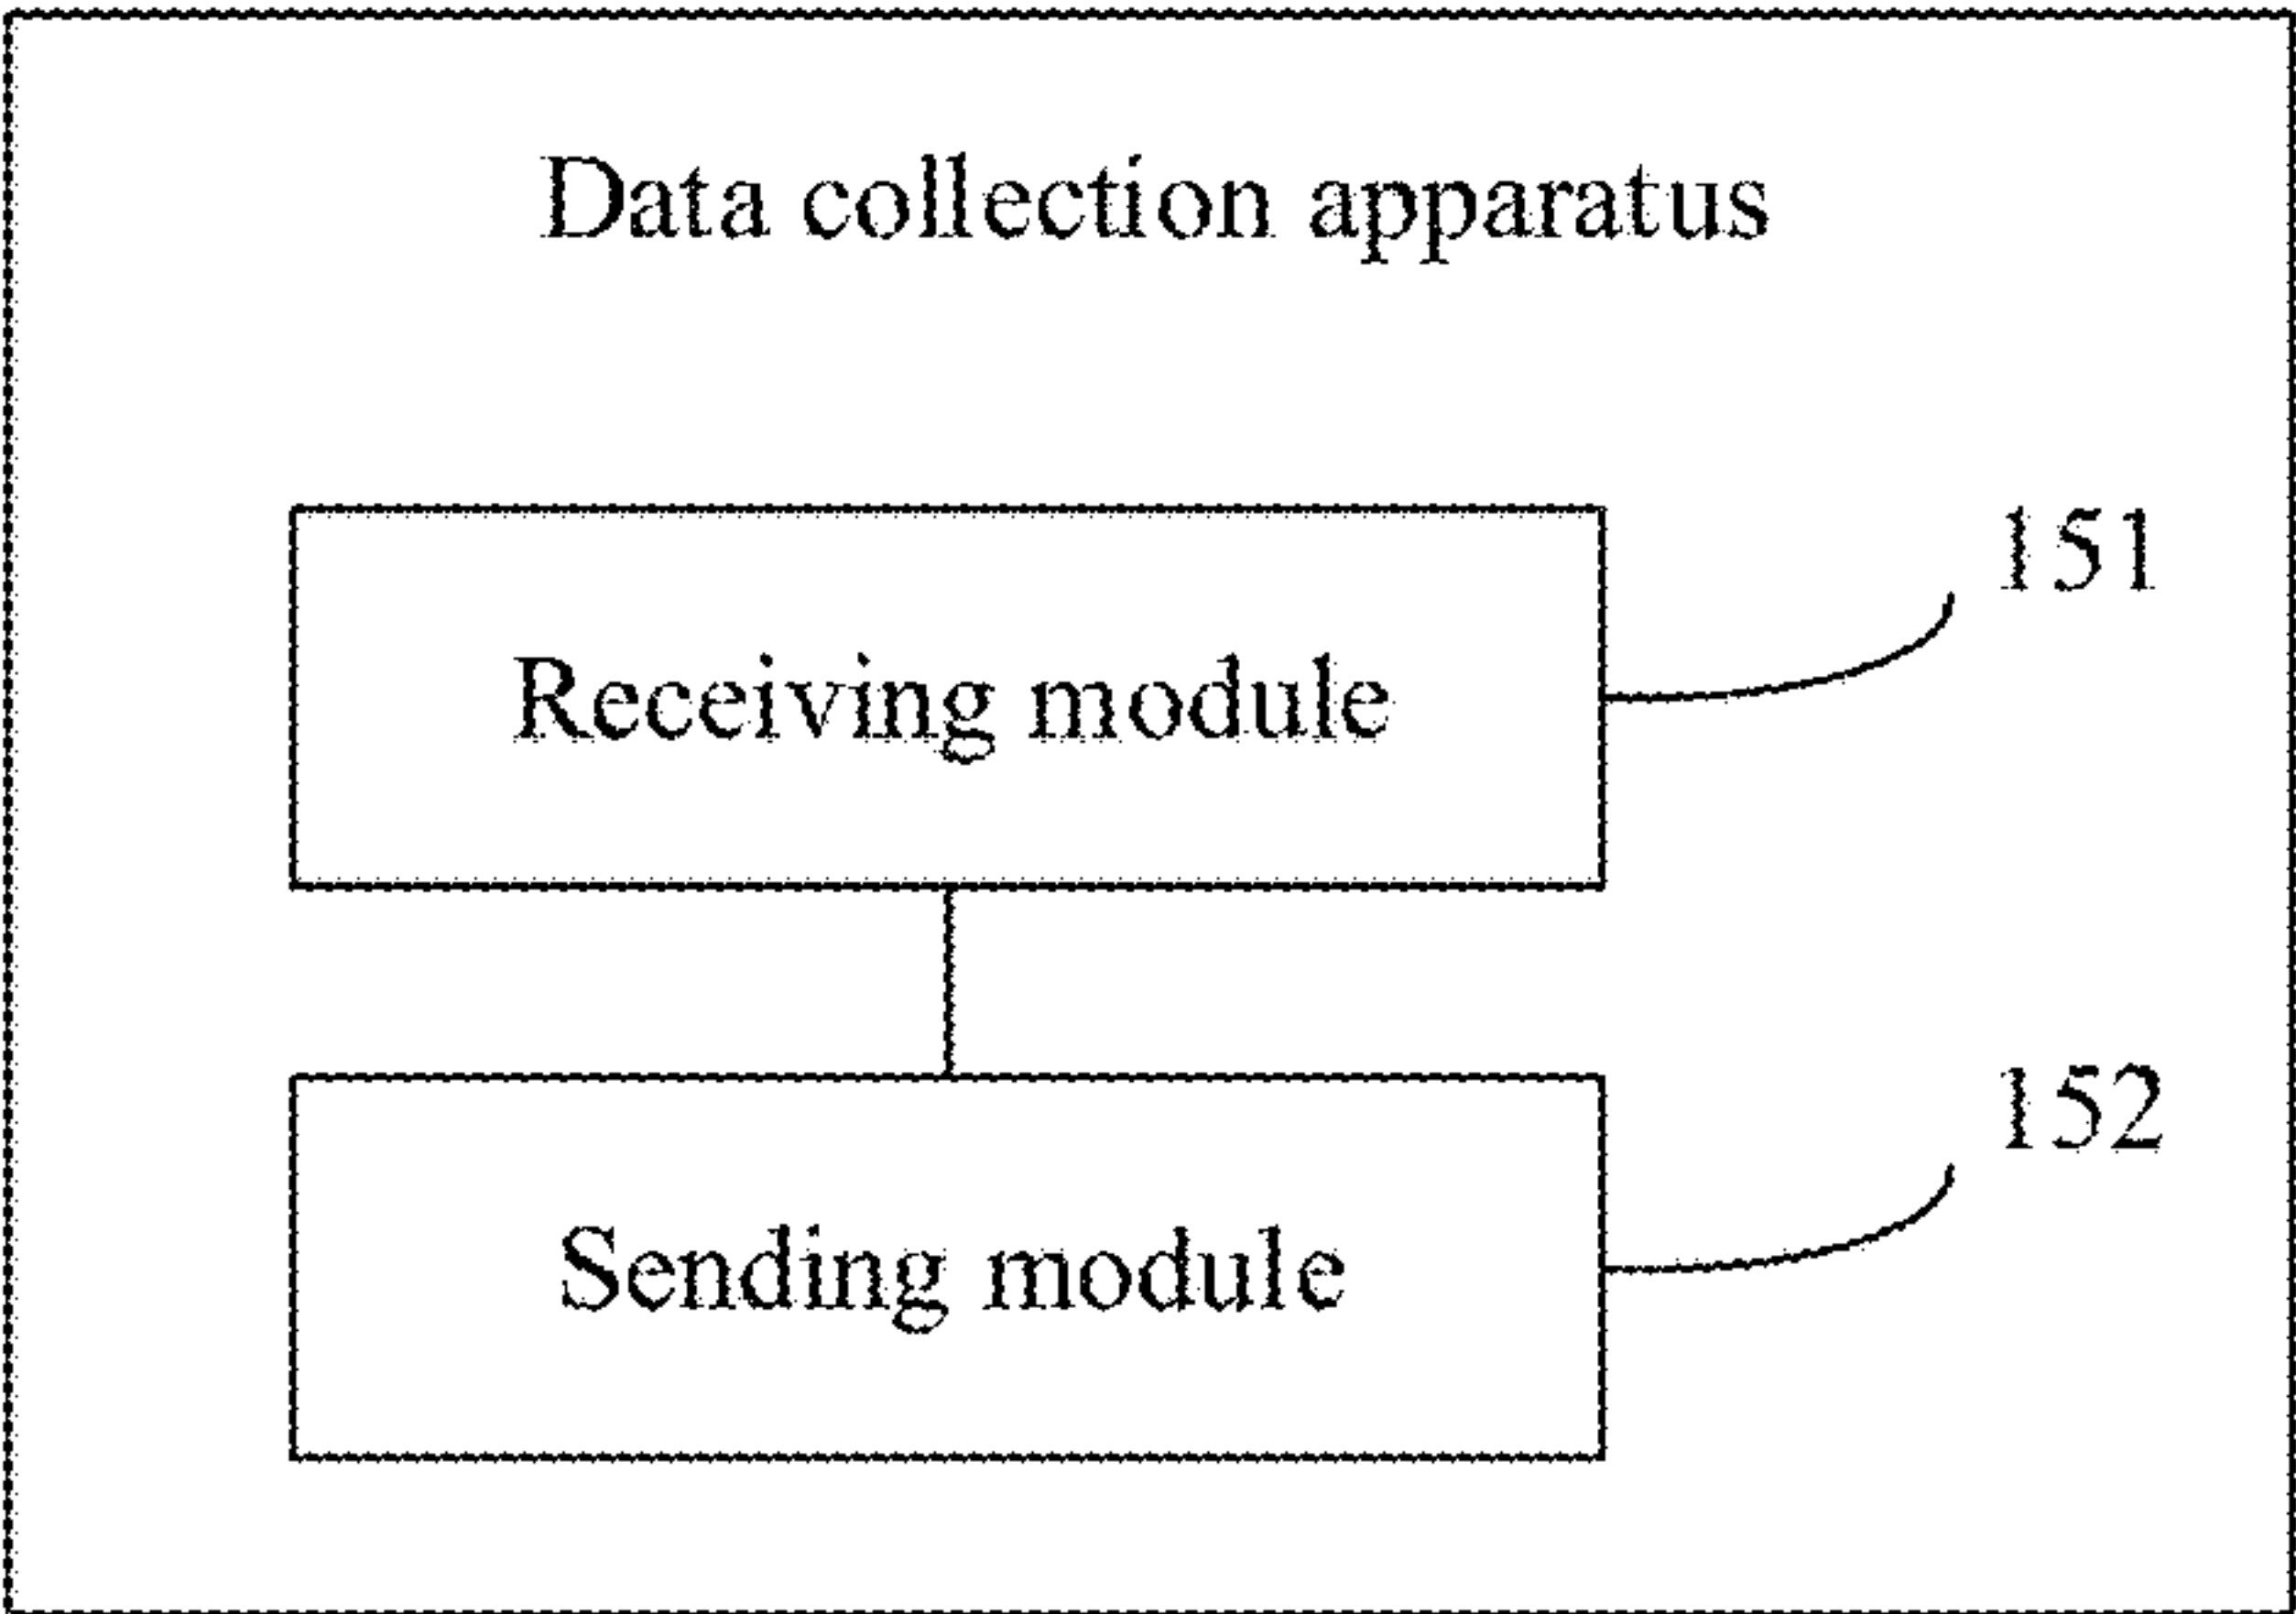 Data collection apparatus
151
Receiving module
152
Sending module